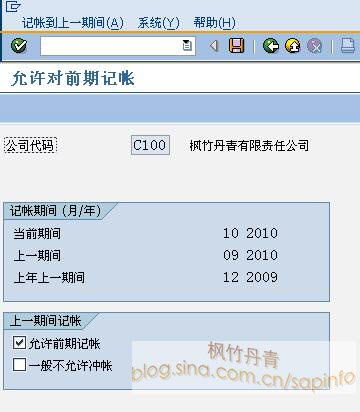 记帐到上一期间(A) 系统(Y) 帮助(H)
允许对前期记帐
公司代码 C100 枫竹丹青有限责任公司
记帐期间(月/年)
当前期间 10 2010
上一期间 09 2010
上年上一期间 12 2009
上一期间记帐
允许前期记帐
一般不允许冲帐
枫竹丹青
blog.sina.com.cn/sapinfo